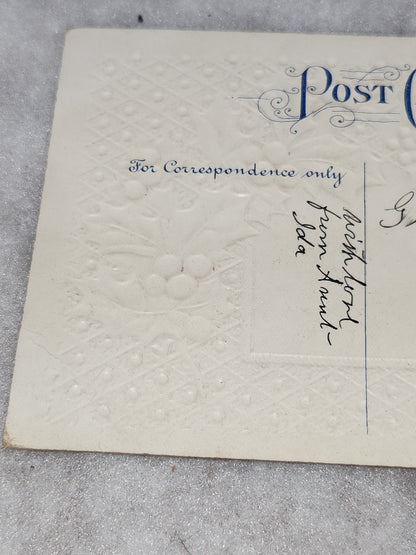 POST C
For Correspondence only
With love
from Aunt
Ida